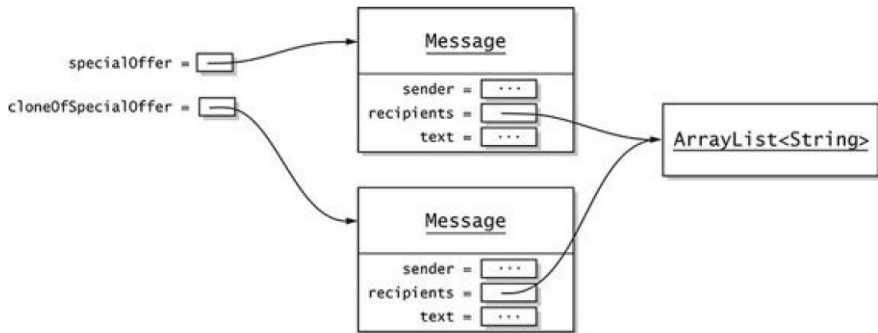 Message
specialOffer =
sender = ...
cloneOfSpecialOffer =
recipients =
text = ...
ArrayList<String>
Message
sender = ...
recipients =
text = ...